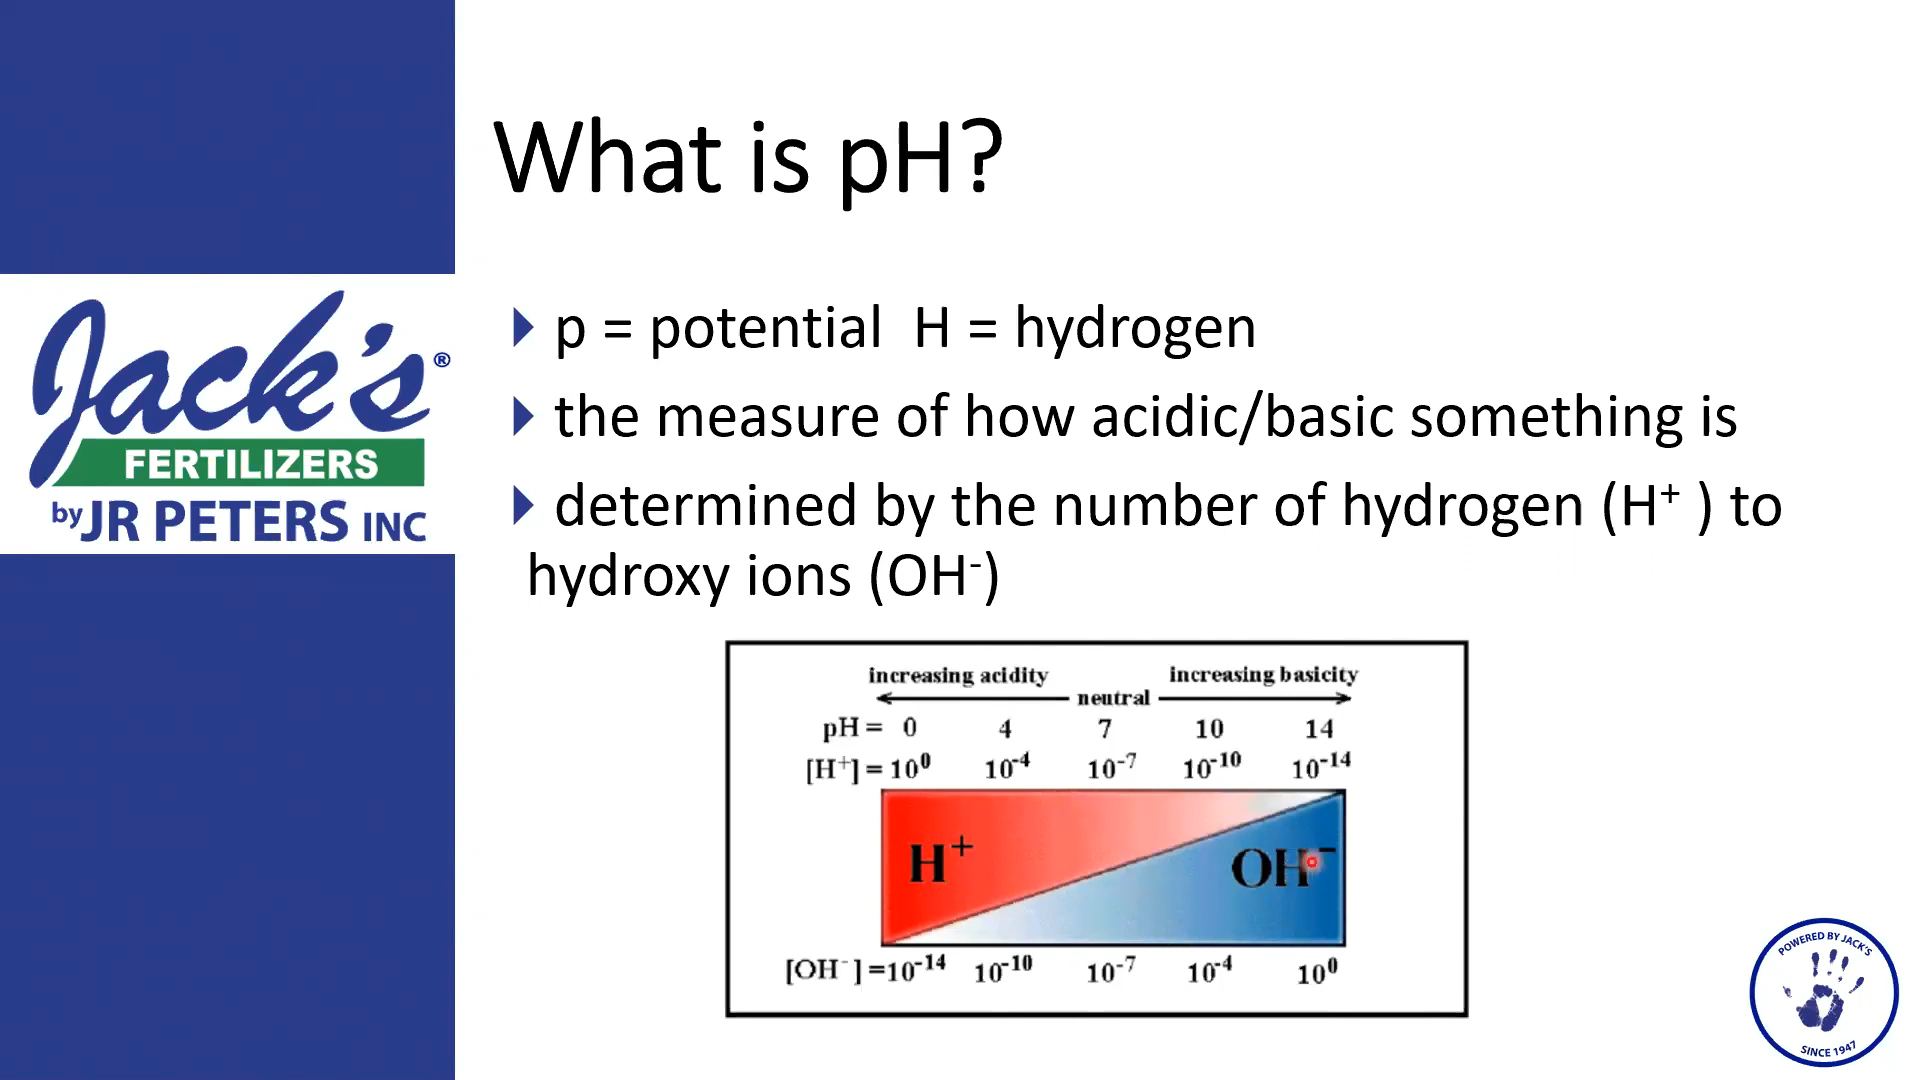 What is pH?
Jack's®
FERTILIZERS
by JR PETERS INC
p = potential  H = hydrogen
the measure of how acidic/basic something is
determined by the number of hydrogen (H⁺ ) to
hydroxy ions (OH⁻)
increasing acidity neutral increasing basicity
pH = 0 4 7 10 14
[H⁺] = 10⁰ 10⁻⁴ 10⁻⁷ 10⁻¹⁰ 10⁻¹⁴
H⁺ OH⁻
[OH⁻] =10⁻¹⁴ 10⁻¹⁰ 10⁻⁷ 10⁻⁴ 10⁰
POWERED BY JACK'S
SINCE 1947